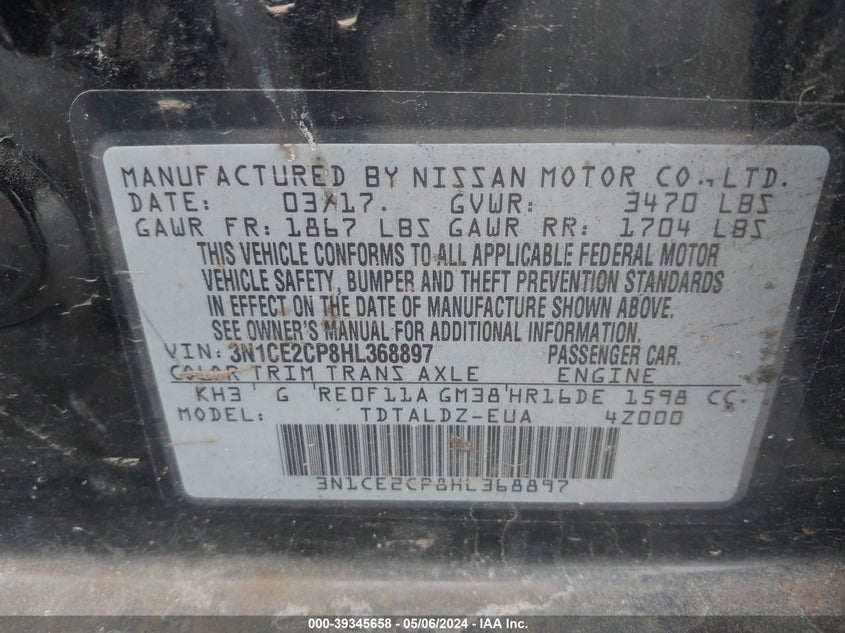 MANUFACTURED BY NISSAN MOTOR CO., LTD.
DATE: 03/17. GVWR: 3470 LBS
GAWR FR: 1867 LBS GAWR RR: 1704 LBS
THIS VEHICLE CONFORMS TO ALL APPLICABLE FEDERAL MOTOR
VEHICLE SAFETY, BUMPER AND THEFT PREVENTION STANDARDS
IN EFFECT ON THE DATE OF MANUFACTURE SHOWN ABOVE.
SEE OWNER'S MANUAL FOR ADDITIONAL INFORMATION.
VIN: 3N1CE2CP8HL368897 PASSENGER CAR.
COLOR TRIM TRANS AXLE ENGINE
KH3 G RE0F11A GM38 HR16DE 1598 CC.
MODEL: TDTALDZ-EUA 4Z000
3N1CE2CP8HL368897
000-39345658 - 05/06/2024 - IAA Inc.